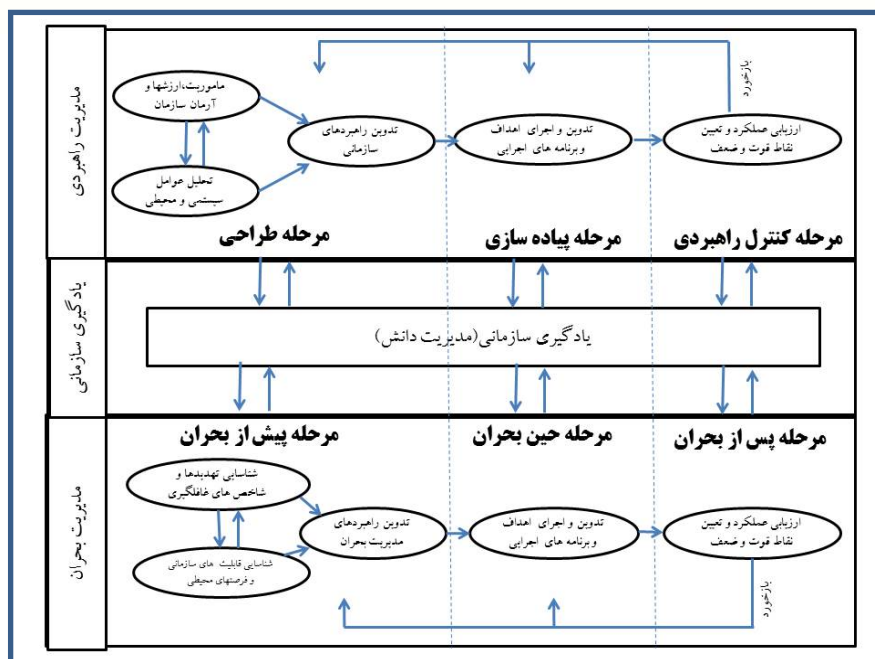 مدیریت راهبردی
بازخورد
ماموریت،ارزشها و
آرمان سازمان
تحلیل عوامل
سیستمی و محیطی
تدوین راهبردهای
سازمانی
تدوین و اجرای اهداف
وبرنامه های اجرایی
ارزیابی عملکرد و تعیین
نقاط قوت و ضعف
مرحله طراحی
مرحله پیاده سازی
مرحله کنترل راهبردی
یادگیری سازمانی
یادگیری سازمانی(مدیریت دانش)
مدیریت بحران
مرحله پیش از بحران
مرحله حین بحران
مرحله پس از بحران
شناسایی تهدیدها و
شاخص های غافلگیری
شناسایی قابلیت های سازمانی
و فرصتهای محیطی
تدوین راهبردهای
مدیریت بحران
تدوین و اجرای اهداف
وبرنامه های اجرایی
ارزیابی عملکرد و تعیین
نقاط قوت و ضعف
بازخورد